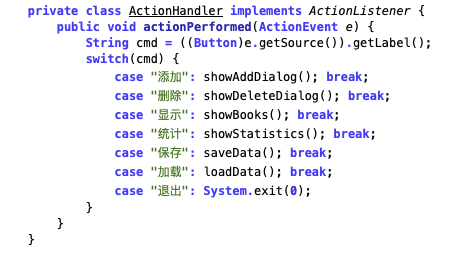 private class ActionHandler implements ActionListener {
    public void actionPerformed(ActionEvent e) {
        String cmd = ((Button)e.getSource()).getLabel();
        switch(cmd) {
            case "添加": showAddDialog(); break;
            case "删除": showDeleteDialog(); break;
            case "显示": showBooks(); break;
            case "统计": showStatistics(); break;
            case "保存": saveData(); break;
            case "加载": loadData(); break;
            case "退出": System.exit(0);
        }
    }
}